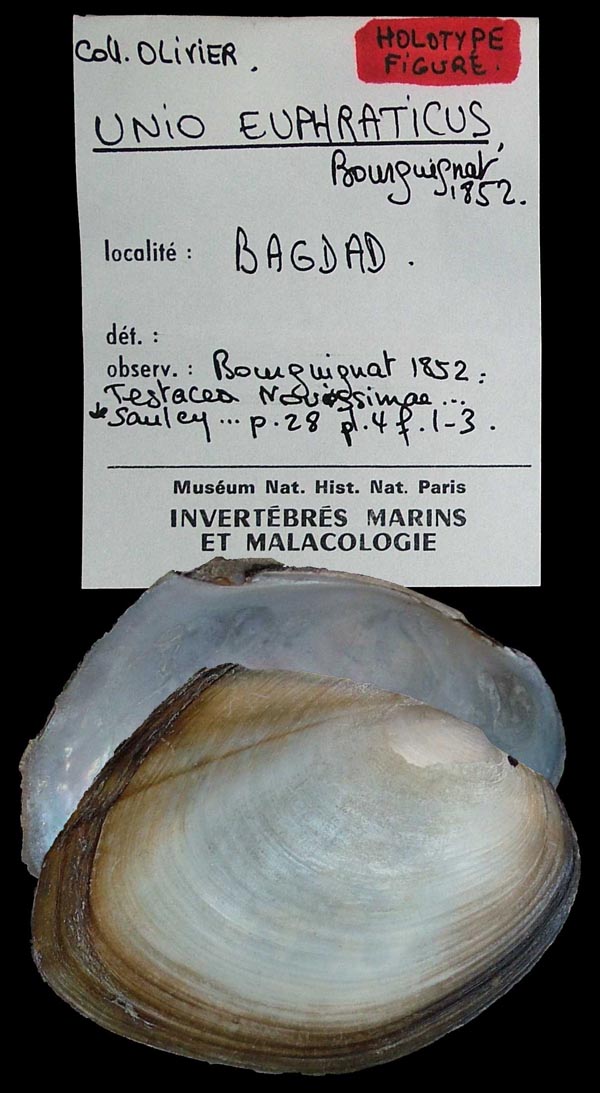 Coll. OLIVIER.
HOLOTYPE
FIGURÉ.
UNIO EUPHRATICUS,
Bourguignat
1852.
localité : BAGDAD.
dét. :
observ. : Bourguignat 1852 :
Testacea Novissimae...
Saulcy... p.28 pl.4 f.1-3.
Muséum Nat. Hist. Nat. Paris
INVERTÉBRÉS MARINS
ET MALACOLOGIE